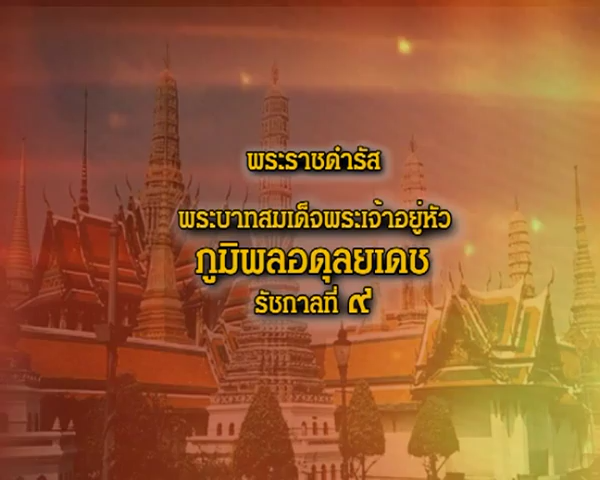 พระราชดำรัส
พระบาทสมเด็จพระเจ้าอยู่หัว
ภูมิพลอดุลยเดช
รัชกาลที่ ๙